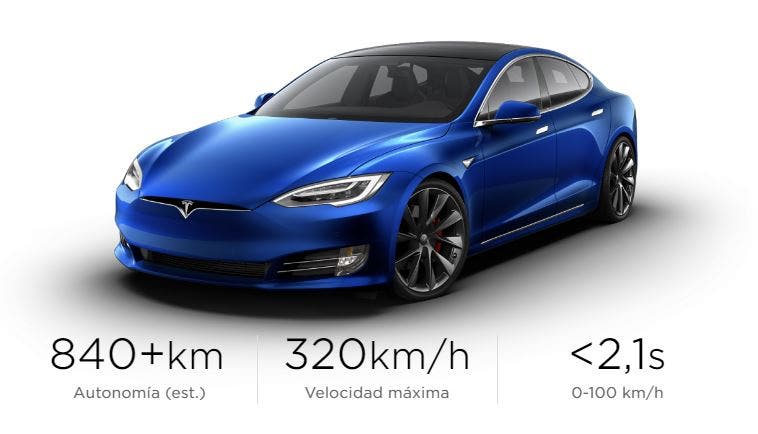 840+km
Autonomía (est.)
320km/h
Velocidad máxima
<2,1s
0-100 km/h